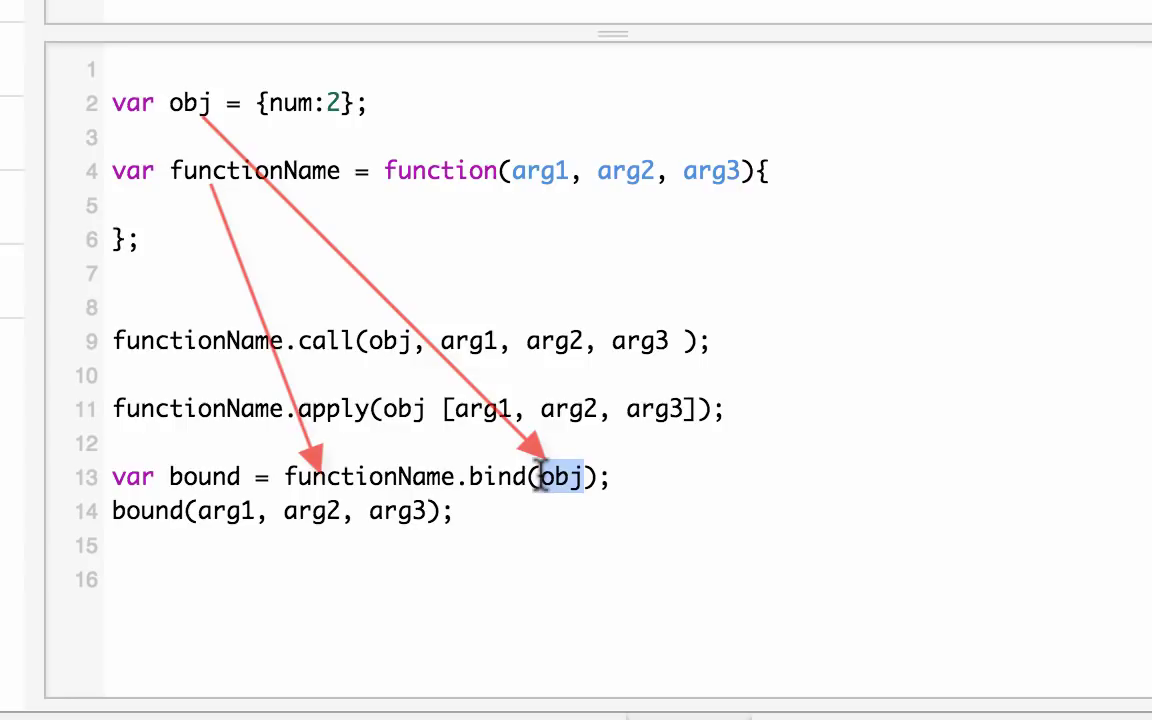 1
2 var obj = {num:2};
3
4 var functionName = function(arg1, arg2, arg3){
5
6 };
7
8
9 functionName.call(obj, arg1, arg2, arg3 );
10
11 functionName.apply(obj [arg1, arg2, arg3]);
12
13 var bound = functionName.bind(obj);
14 bound(arg1, arg2, arg3);
15
16